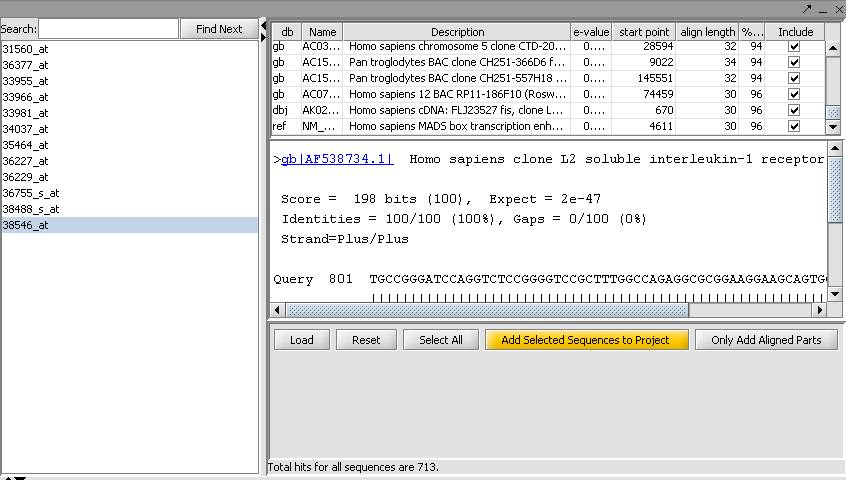 Search: Find Next
31560_at
36377_at
33955_at
33966_at
33981_at
34037_at
35464_at
36227_at
36229_at
36755_s_at
38488_s_at
38546_at
db Name Description e-value start point align length %... Include
gb AC03... Homo sapiens chromosome 5 clone CTD-20... 0.... 28594 32 94
gb AC15... Pan troglodytes BAC clone CH251-366D6 f... 0.... 9022 34 94
gb AC15... Pan troglodytes BAC clone CH251-557H18 ... 0.... 145551 32 94
gb AC07... Homo sapiens 12 BAC RP11-186F10 (Rosw... 0.... 74459 30 96
dbj AK02... Homo sapiens cDNA: FLJ23527 fis, clone L... 0.... 670 30 96
ref NM_... Homo sapiens MADS box transcription enh... 0.... 4611 30 96
>gb|AF538734.1| Homo sapiens clone L2 soluble interleukin-1 receptor
Score = 198 bits (100), Expect = 2e-47
Identities = 100/100 (100%), Gaps = 0/100 (0%)
Strand=Plus/Plus
Query 801 TGCCGGGATCCAGGTCTCCGGGGTCCGCTTTGGCCAGAGGCGCGGAAGGAAGCAGTG
Load Reset Select All Add Selected Sequences to Project Only Add Aligned Parts
Total hits for all sequences are 713.